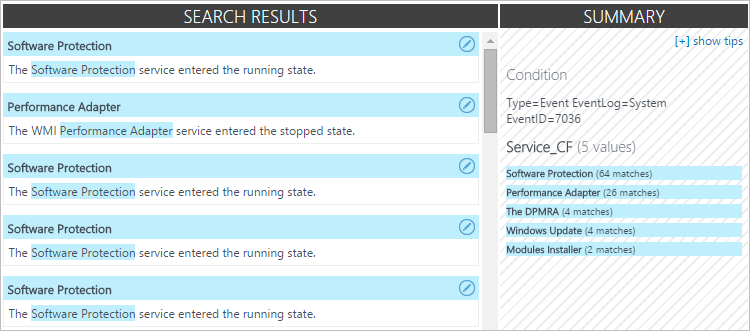 SEARCH RESULTS
Software Protection
The Software Protection service entered the running state.
Performance Adapter
The WMI Performance Adapter service entered the stopped state.
Software Protection
The Software Protection service entered the running state.
Software Protection
The Software Protection service entered the running state.
Software Protection
The Software Protection service entered the running state.
SUMMARY
[+] show tips
Condition
Type=Event EventLog=System
EventID=7036
Service_CF (5 values)
Software Protection (64 matches)
Performance Adapter (26 matches)
The DPMRA (4 matches)
Windows Update (4 matches)
Modules Installer (2 matches)